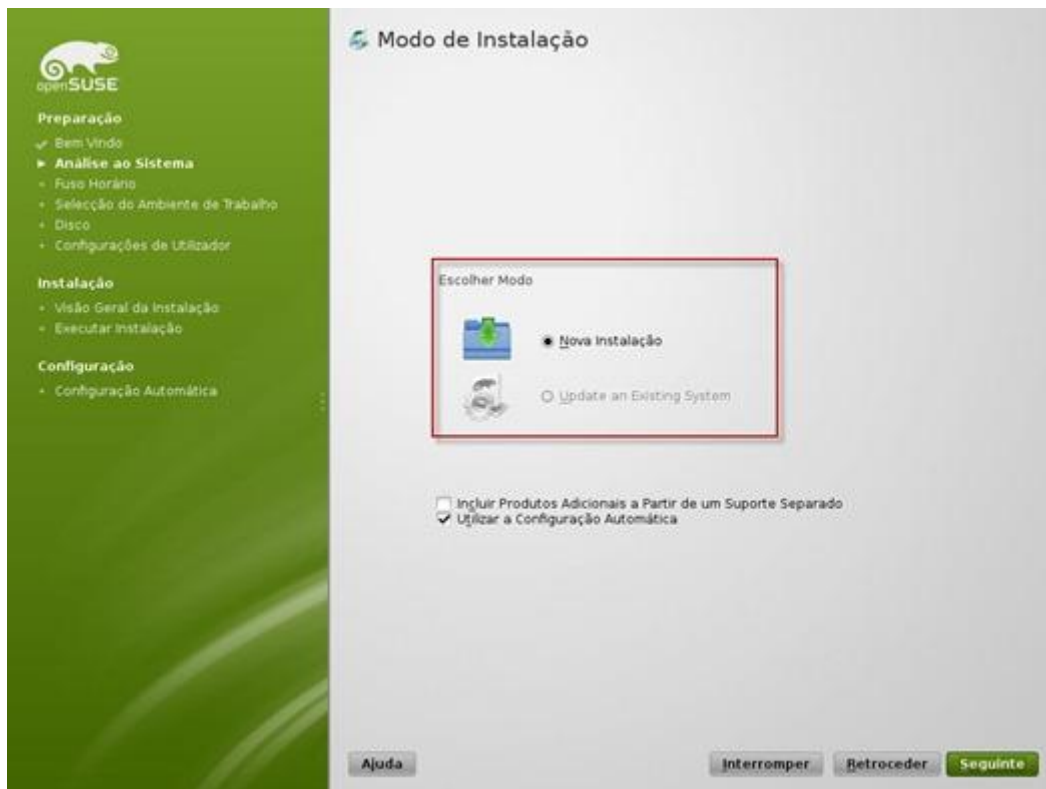 openSUSE
Preparação
Bem Vindo
Análise ao Sistema
Fuso Horário
Selecção do Ambiente de Trabalho
Disco
Configurações de Utilizador
Instalação
Visão Geral da Instalação
Executar Instalação
Configuração
Configuração Automática
Modo de Instalação
Escolher Modo
Nova Instalação
Update an Existing System
Incluir Produtos Adicionais a Partir de um Suporte Separado
Utilizar a Configuração Automática
Ajuda
Interromper
Retroceder
Seguinte